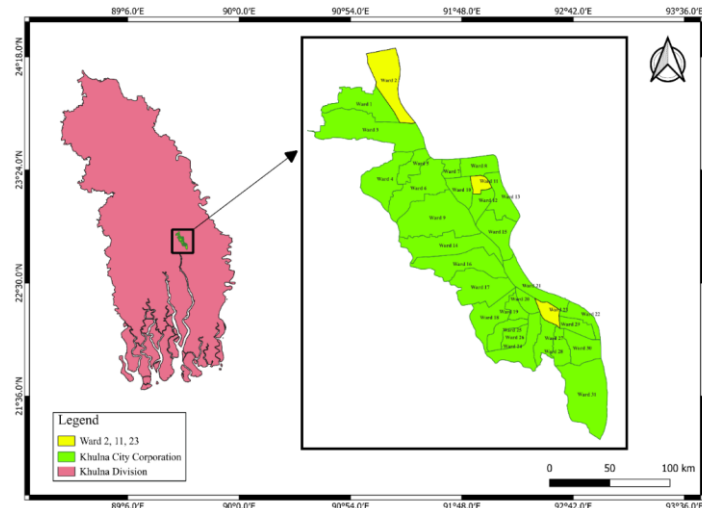 89°6.0'E 90°0.0'E 90°54.0'E 91°48.0'E 92°42.0'E 93°36.0'E
24°18.0'N
23°24.0'N
22°30.0'N
21°36.0'N
Ward 2
Ward 1
Ward 3
Ward 5
Ward 4
Ward 6
Ward 7
Ward 8
Ward 10
Ward 11
Ward 12
Ward 13
Ward 9
Ward 15
Ward 14
Ward 16
Ward 17
Ward 21
Ward 20
Ward 19
Ward 18
Ward 23
Ward 22
Ward 29
Ward 25
Ward 26
Ward 24
Ward 27
Ward 28
Ward 30
Ward 31
Legend
Ward 2, 11, 23
Khulna City Corporation
Khulna Division
0 50 100 km
89°6.0'E 90°0.0'E 90°54.0'E 91°48.0'E 92°42.0'E 93°36.0'E